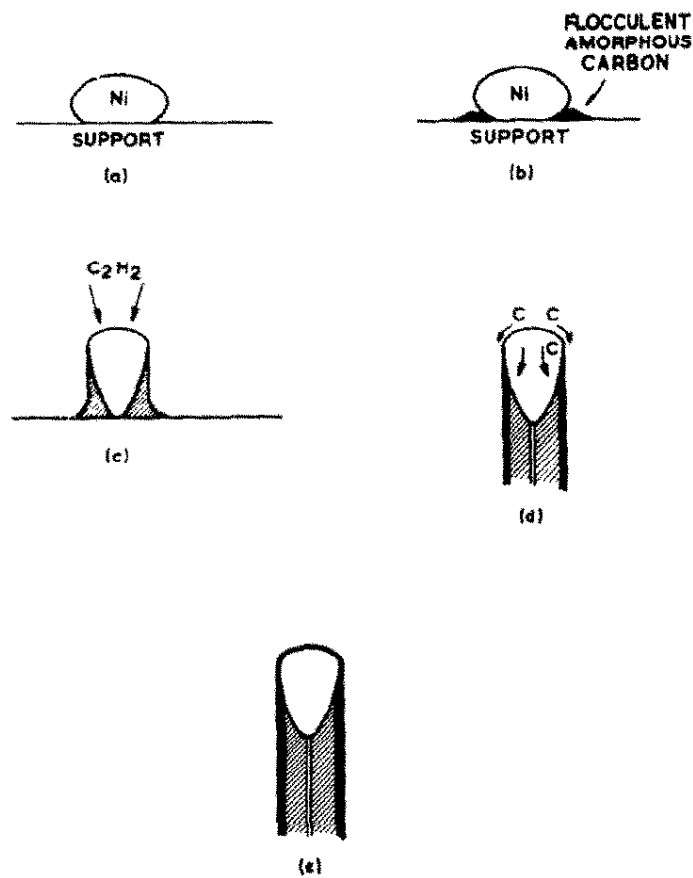 Ni
SUPPORT
(a)
FLOCCULENT
AMORPHOUS
CARBON
Ni
SUPPORT
(b)
C2H2
(c)
C C
C
(d)
(e)